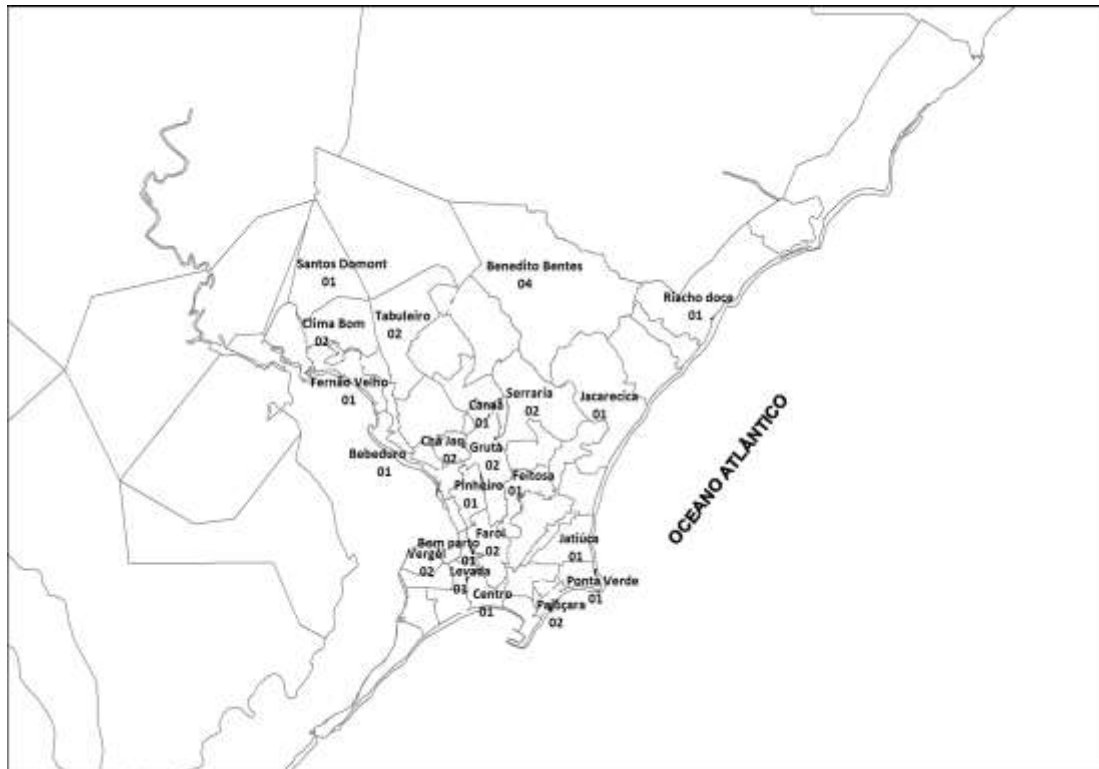 Santos Domont
01
Benedito Bentes
04
Riacho doce
01
Clima Bom
02
Tabuleiro
02
Fernão Velho
01
Canaã
01
Serraria
02
Jacarecica
01
Chã Jaq
02
Gruta
02
Bebedoro
01
Pinheiro
01
Feitosa
01
Farol
02
Jatiúca
01
Bom parto
01
Vergel
02
Levada
Centro
01
Ponta Verde
01
Pajuçara
02
OCEANO ATLÂNTICO